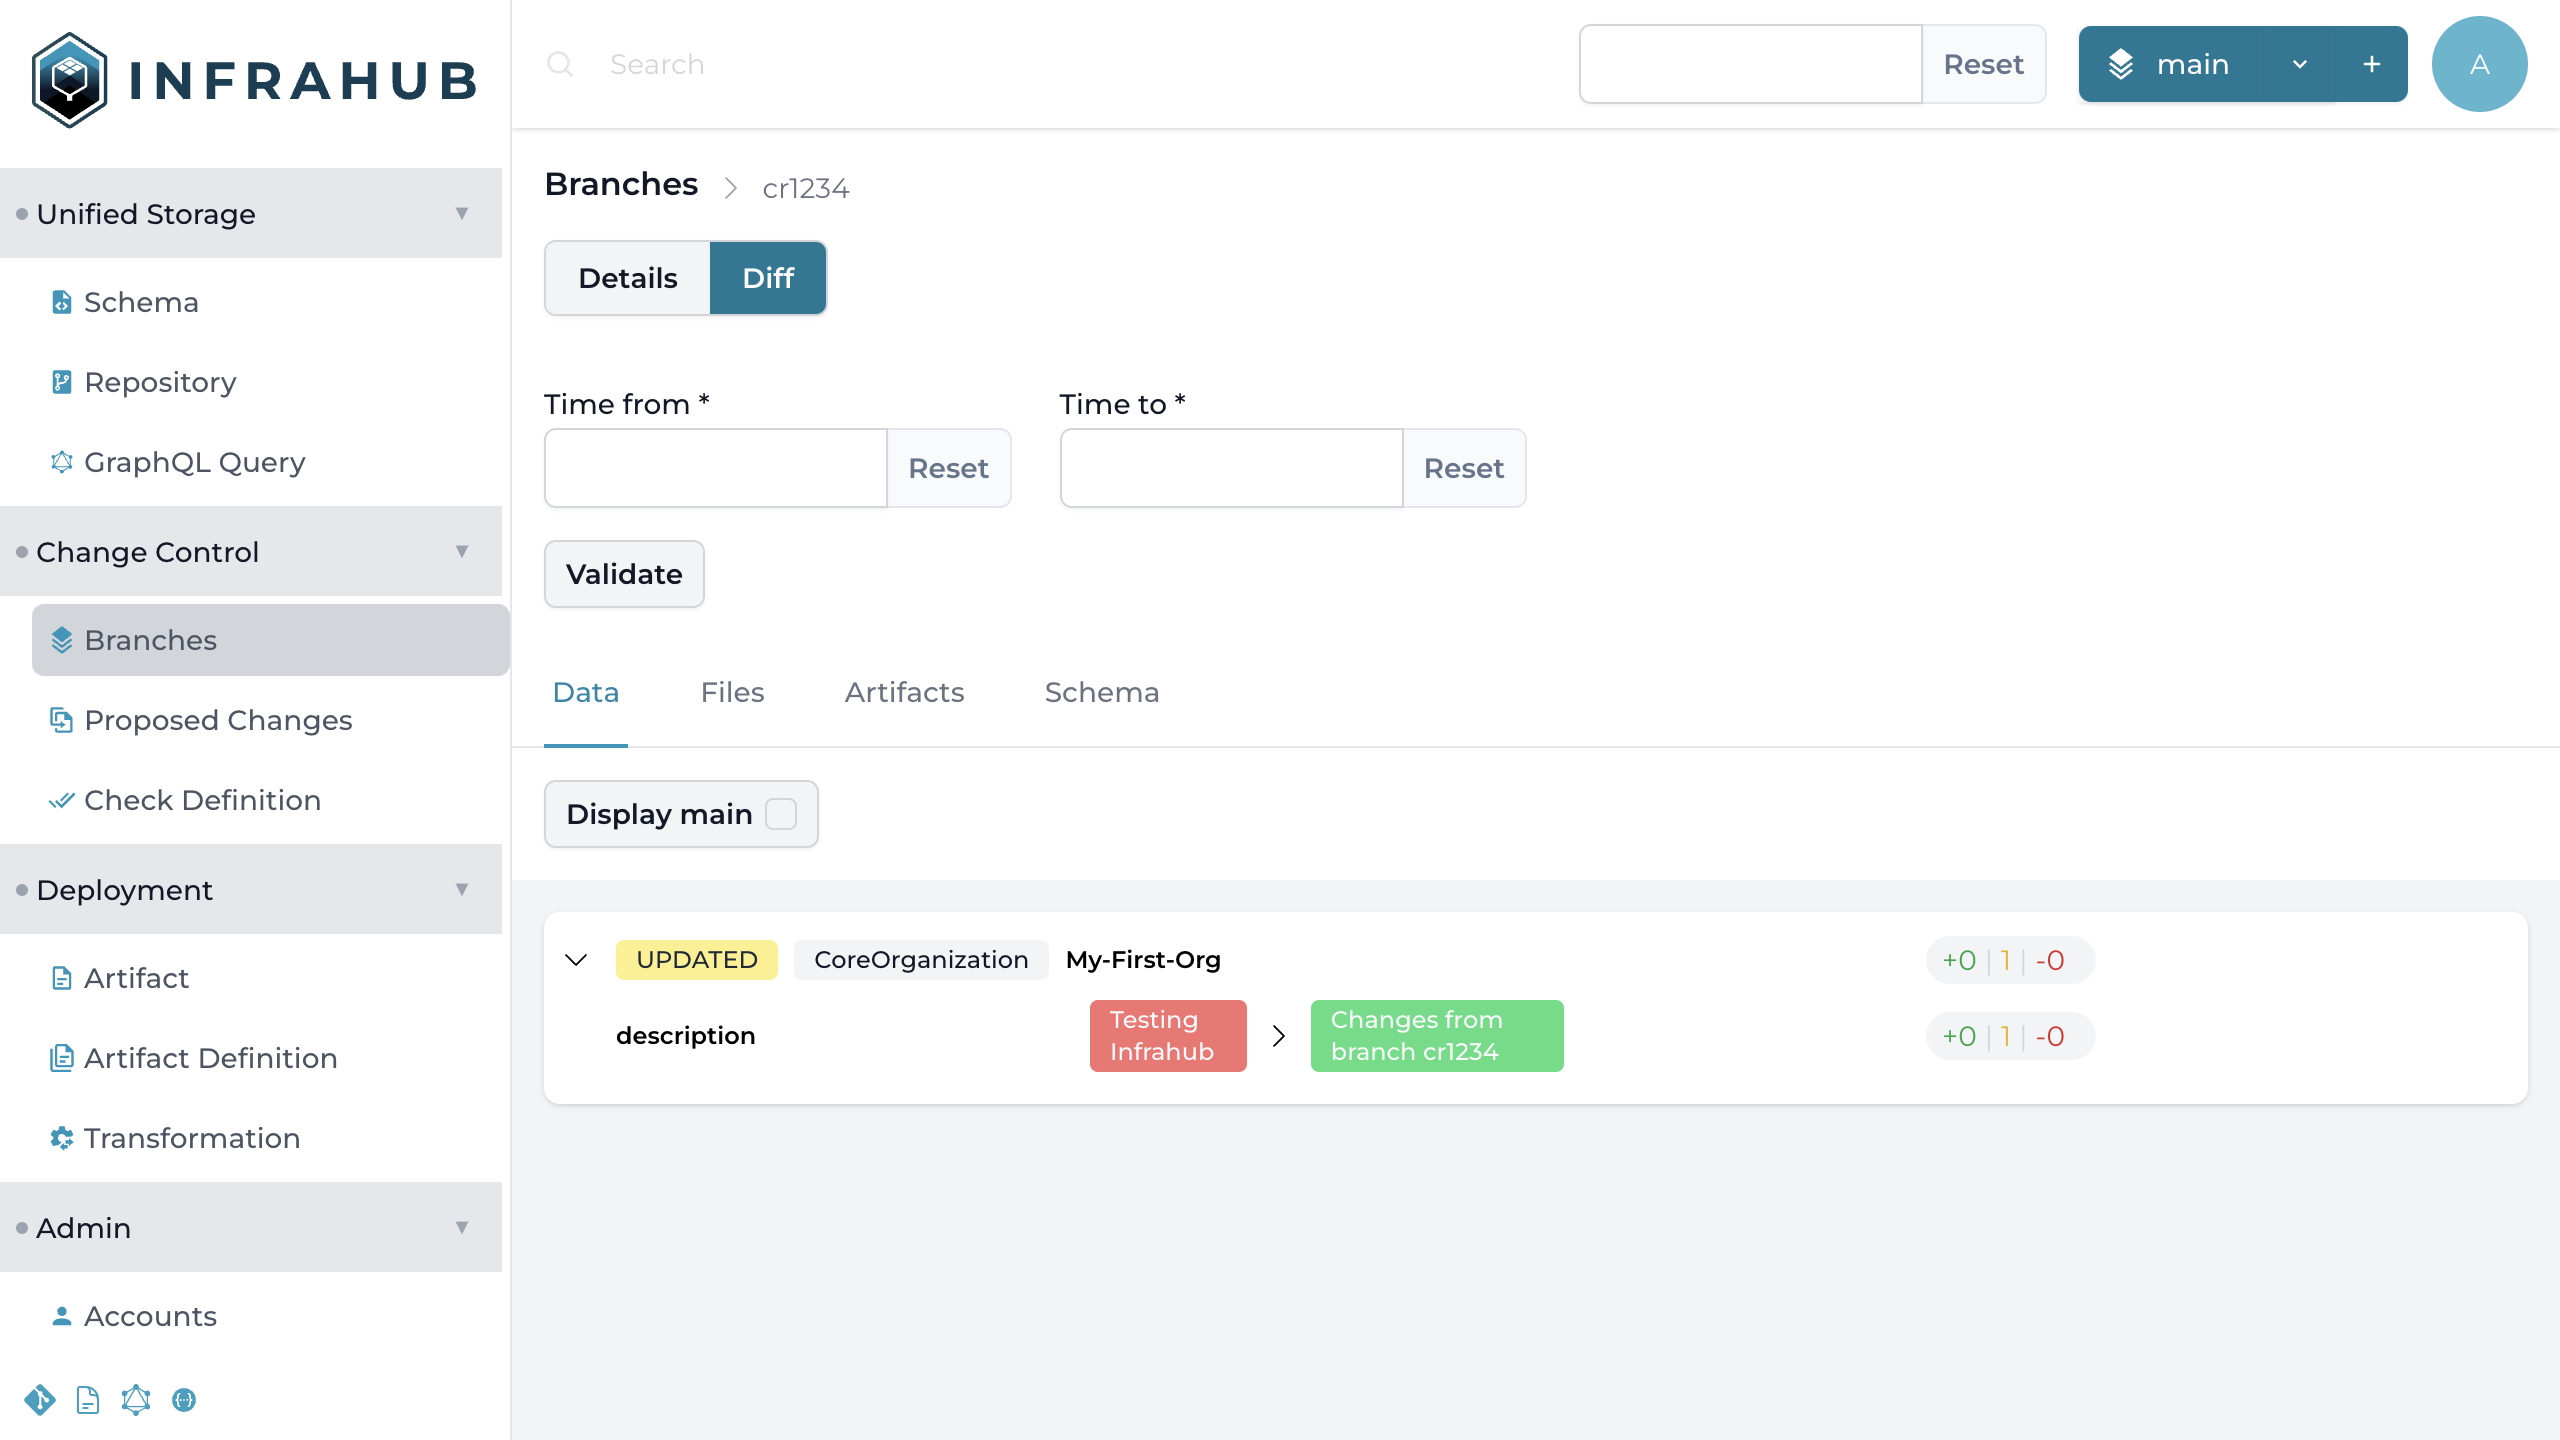 INFRAHUB
Search
Reset
main
+
A
Unified Storage
Schema
Repository
GraphQL Query
Change Control
Branches
Proposed Changes
Check Definition
Deployment
Artifact
Artifact Definition
Transformation
Admin
Accounts
Branches > cr1234
Details Diff
Time from * Time to *
Reset Reset
Validate
Data Files Artifacts Schema
Display main
UPDATED CoreOrganization My-First-Org +0 | 1 | -0
description
Testing
Infrahub
>
Changes from
branch cr1234
+0 | 1 | -0